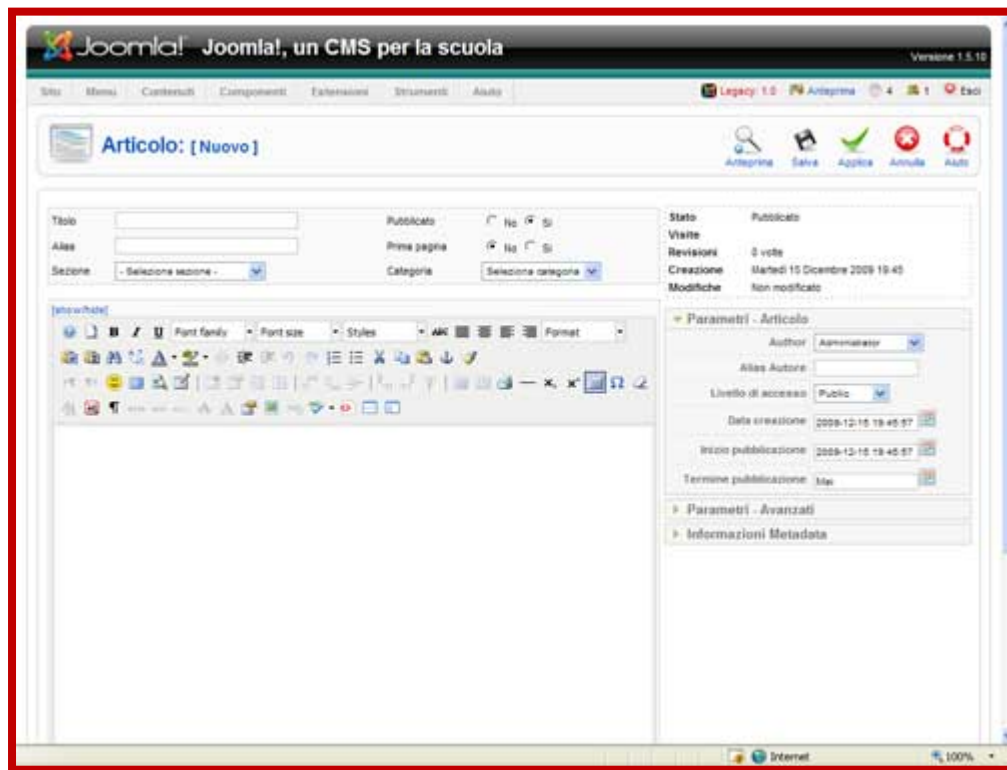 Joomla! Joomla!, un CMS per la scuola
Versione 1.5.10
Sito Menu Contenuti Componenti Estensioni Strumenti Aiuto
Legacy: 1.0 Anteprima 4 1 Esci
Articolo: [ Nuovo ]
Anteprima Salva Applica Annulla Aiuto
Titolo
Pubblicato No Si
Alias
Prima pagina No Si
Sezione - Seleziona sezione -
Categoria Seleziona categoria
[show/hide]
B I U Font family Font size Styles ABC Format
Stato Pubblicato
Visite
Revisioni 0 volte
Creazione Martedì 15 Dicembre 2009 19:45
Modifiche Non modificato
Parametri - Articolo
Author Administrator
Alias Autore
Livello di accesso Public
Data creazione 2009-12-15 19:45:57
Inizio pubblicazione 2009-12-15 19:45:57
Termine pubblicazione Mai
Parametri - Avanzati
Informazioni Metadata
Internet
100%